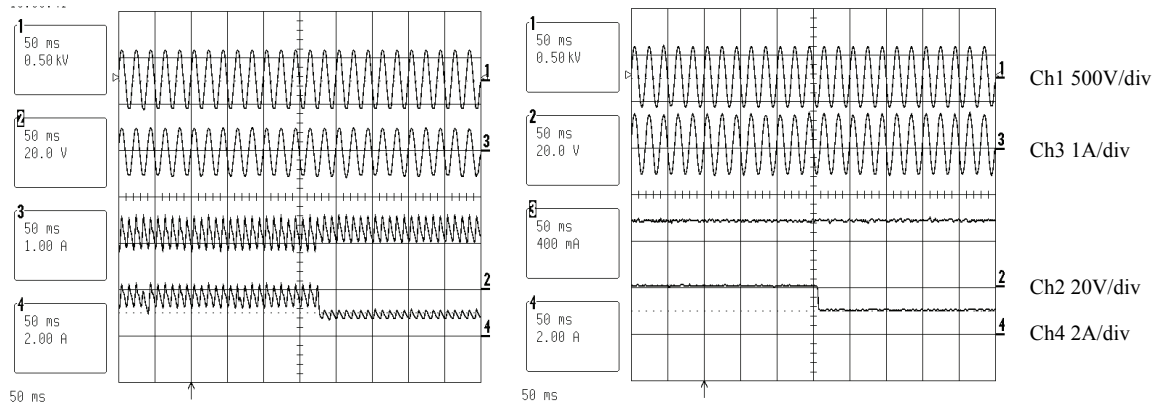 1
50 ms
0.50 kV
2
50 ms
20.0 V
3
50 ms
1.00 A
4
50 ms
2.00 A
50 ms
1
3
2
4
1
50 ms
0.50 kV
2
50 ms
20.0 V
3
50 ms
400 mA
4
50 ms
2.00 A
50 ms
1
3
2
4
Ch1 500V/div
Ch3 1A/div
Ch2 20V/div
Ch4 2A/div